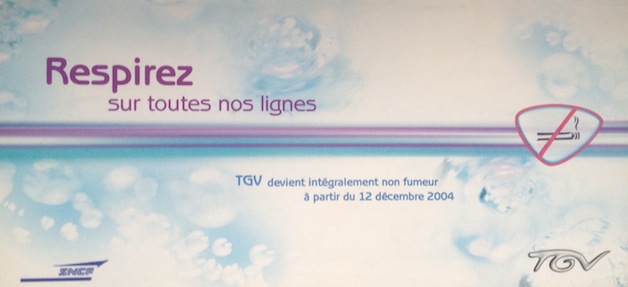 Respirez
sur toutes nos lignes
TGV devient intégralement non fumeur
à partir du 12 décembre 2004
SNCF
TGV